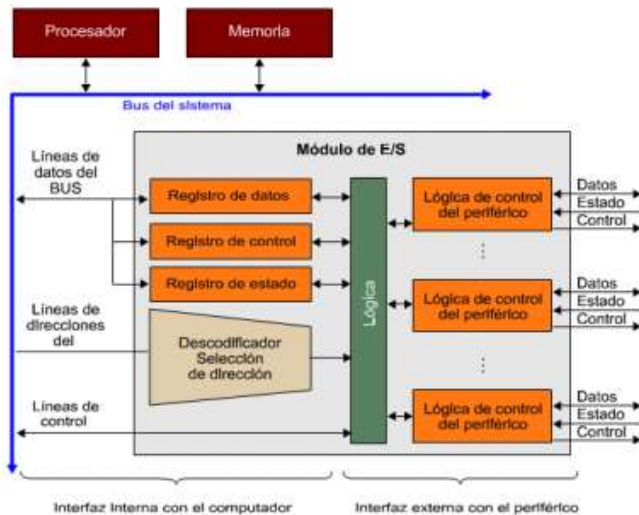 Procesador
Memoria
Bus del sistema
Módulo de E/S
Líneas de
datos del
BUS
Registro de datos
Registro de control
Registro de estado
Líneas de
direcciones
del
Descodificador
Selección
de dirección
Líneas de
control
Lógica
Lógica de control
del periférico
Datos
Estado
Control
⋮
Lógica de control
del periférico
Datos
Estado
Control
⋮
Lógica de control
del periférico
Datos
Estado
Control
Interfaz Interna con el computador
Interfaz externa con el periférico